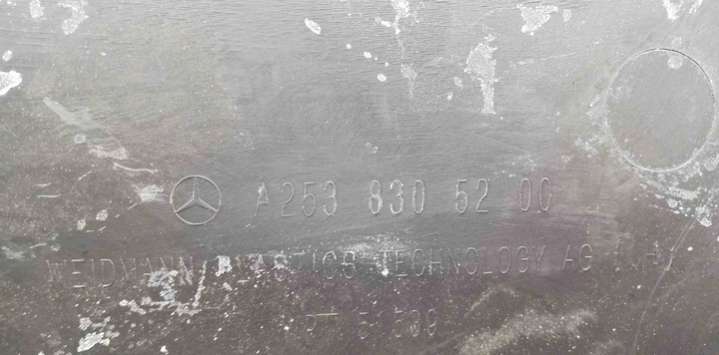 A253 830 52 00
WEIDMANN PLASTICS TECHNOLOGY AG